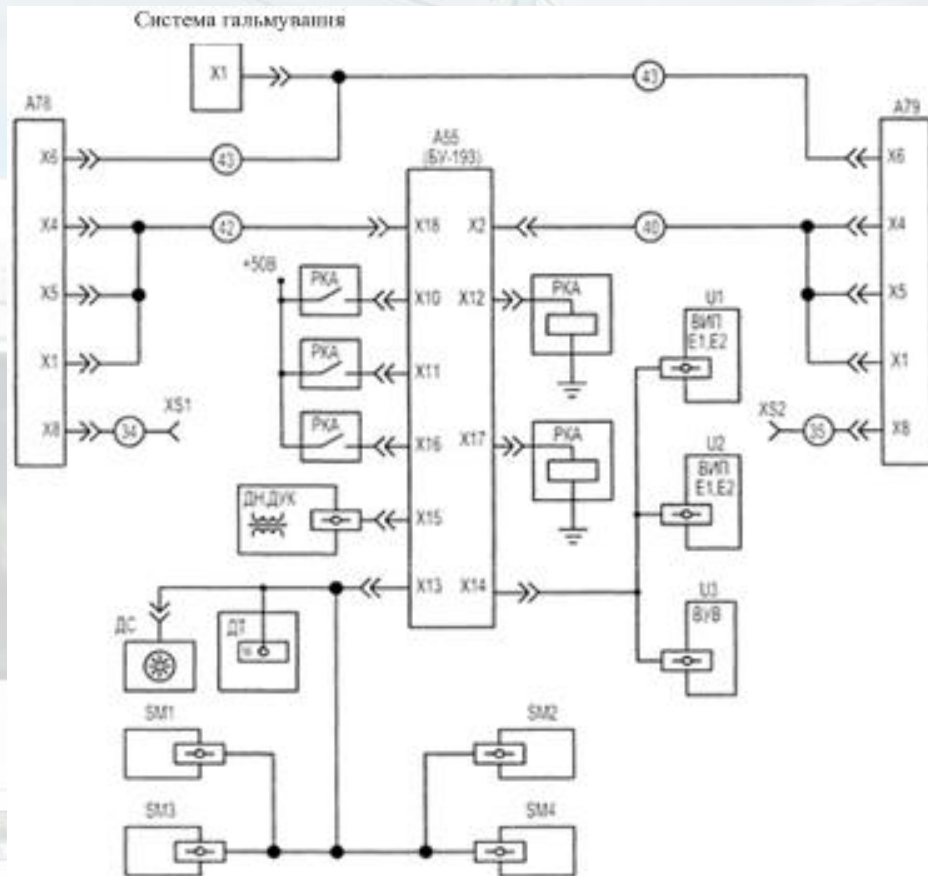 Система гальмування
X1
43
A78
A79
X6
43
A55
(БУ-193)
X6
X4
42
X18
X2
40
X4
+50В
X5
РКА
X10
X12
РКА
X5
U1
ВИП
E1,E2
X1
РКА
X11
X1
X8
34
XS1
РКА
X16
X17
РКА
XS2
35
X8
U2
ВИП
E1,E2
ДН,ДУК
X15
X13
X14
U3
ВУВ
ДС
ДТ
SM1
SM2
SM3
SM4